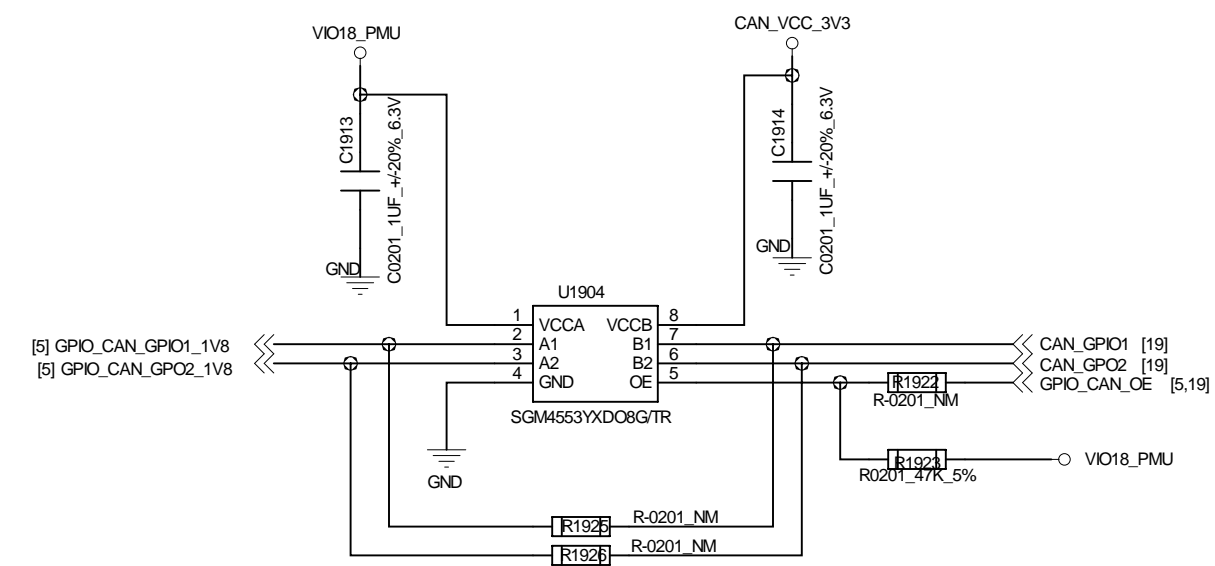 VIO18_PMU
CAN_VCC_3V3
C1913
C0201_1UF_+/-20%_6.3V
C1914
C0201_1UF_+/-20%_6.3V
GND
GND
U1904
1 VCCA VCCB 8
[5] GPIO_CAN_GPIO1_1V8 2 A1 B1 7 CAN_GPIO1 [19]
[5] GPIO_CAN_GPO2_1V8 3 A2 B2 6 CAN_GPO2 [19]
4 GND OE 5 R1922 GPIO_CAN_OE [5,19]
R-0201_NM
SGM4553YXDO8G/TR
GND
R1923 VIO18_PMU
R0201_47K_5%
R1925 R-0201_NM
R1926 R-0201_NM